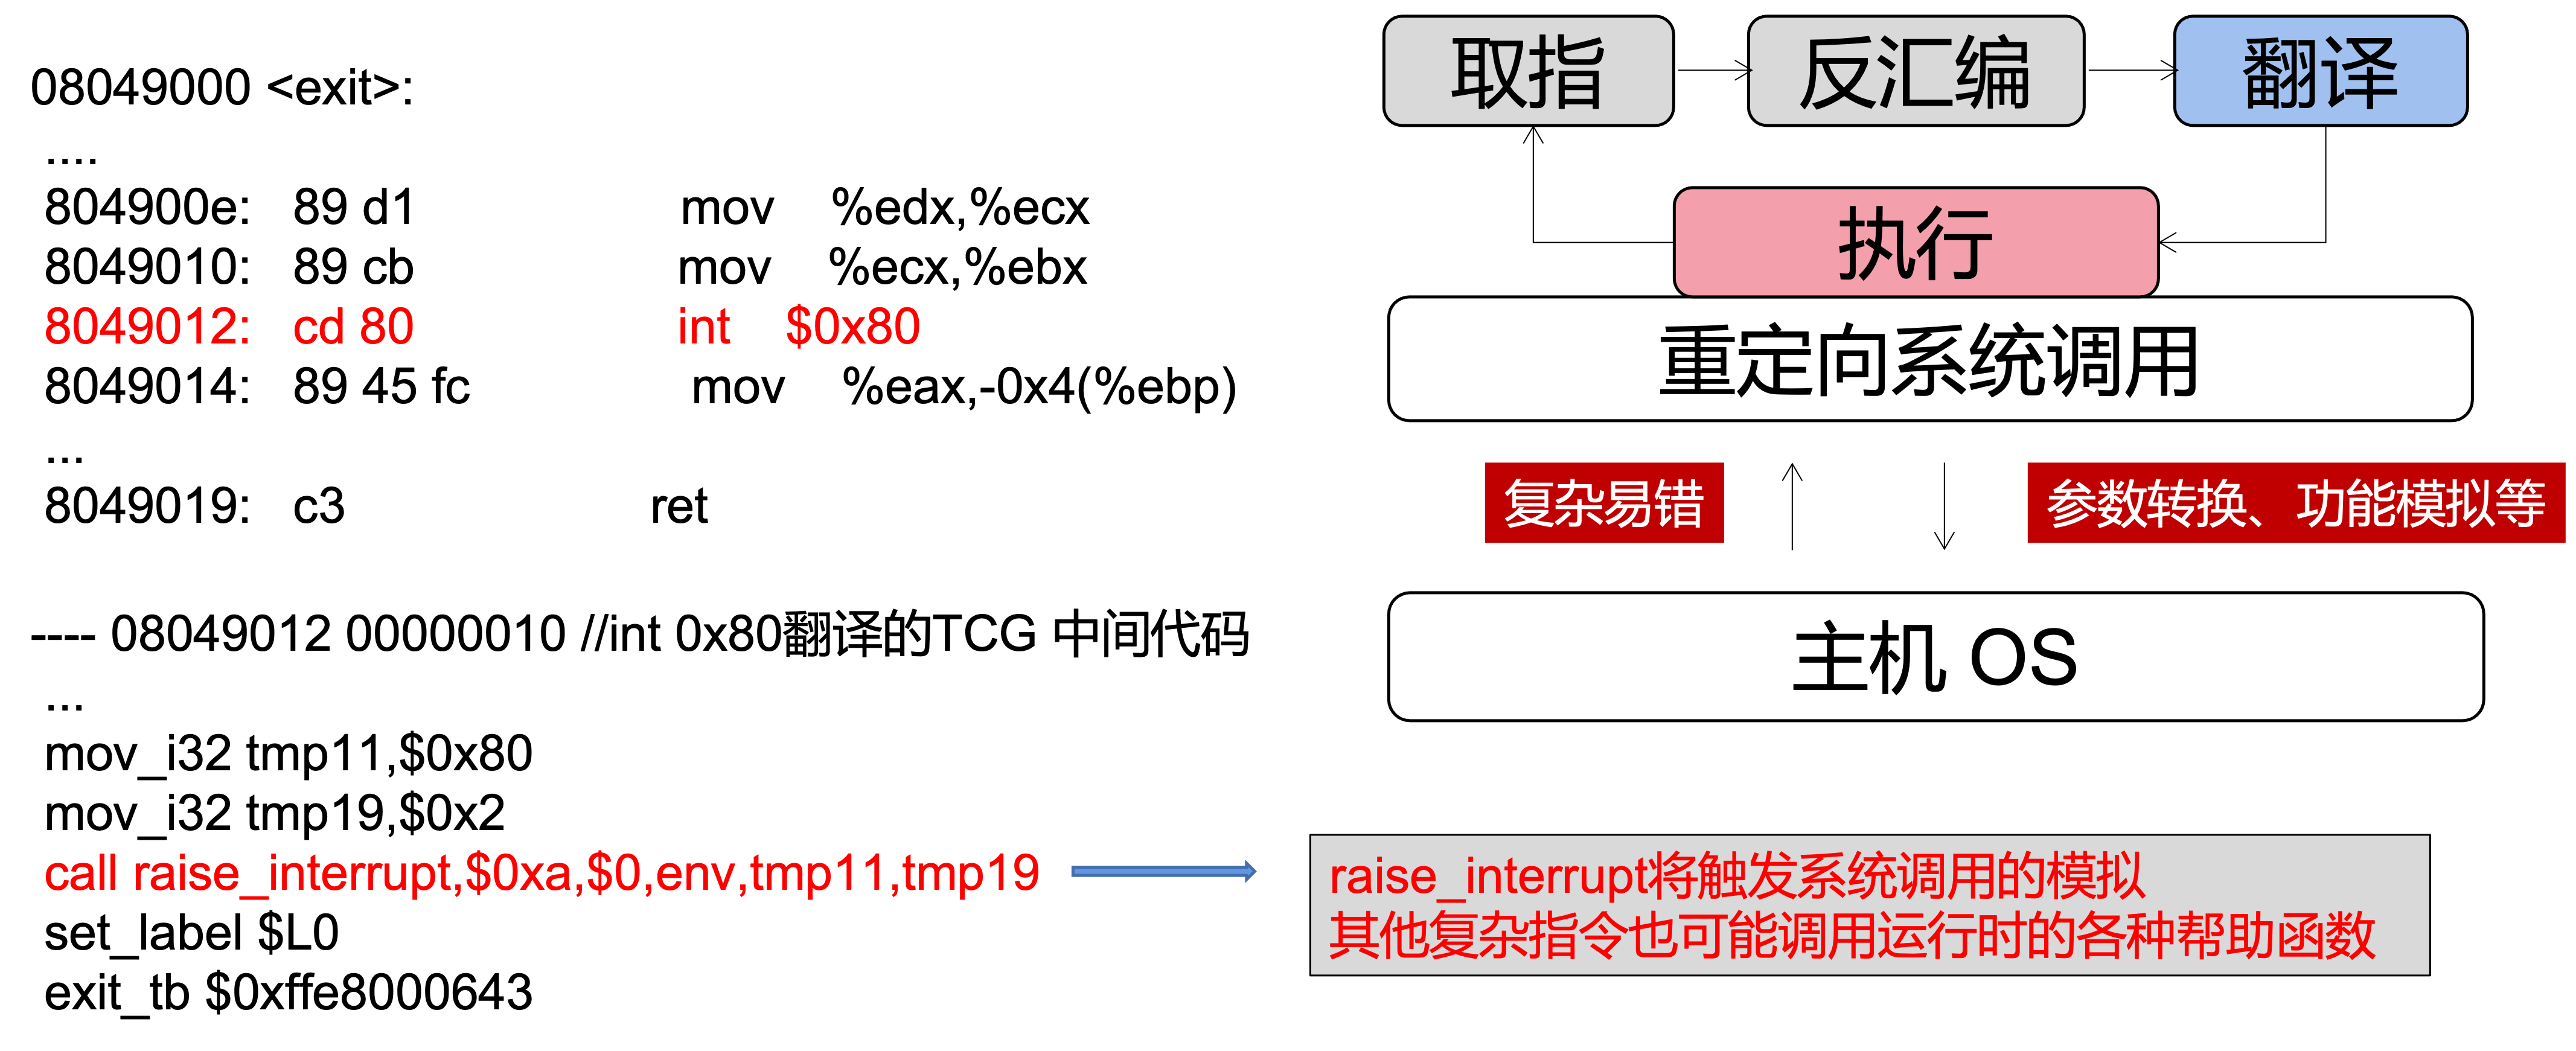 08049000 <exit>:
....
804900e: 89 d1 mov %edx,%ecx
8049010: 89 cb mov %ecx,%ebx
8049012: cd 80 int $0x80
8049014: 89 45 fc mov %eax,-0x4(%ebp)
...
8049019: c3 ret
---- 08049012 00000010 //int 0x80翻译的TCG 中间代码
...
mov_i32 tmp11,$0x80
mov_i32 tmp19,$0x2
call raise_interrupt,$0xa,$0,env,tmp11,tmp19
set_label $L0
exit_tb $0xffe8000643
取指
反汇编
翻译
执行
重定向系统调用
复杂易错
参数转换、功能模拟等
主机 OS
raise_interrupt将触发系统调用的模拟
其他复杂指令也可能调用运行时的各种帮助函数